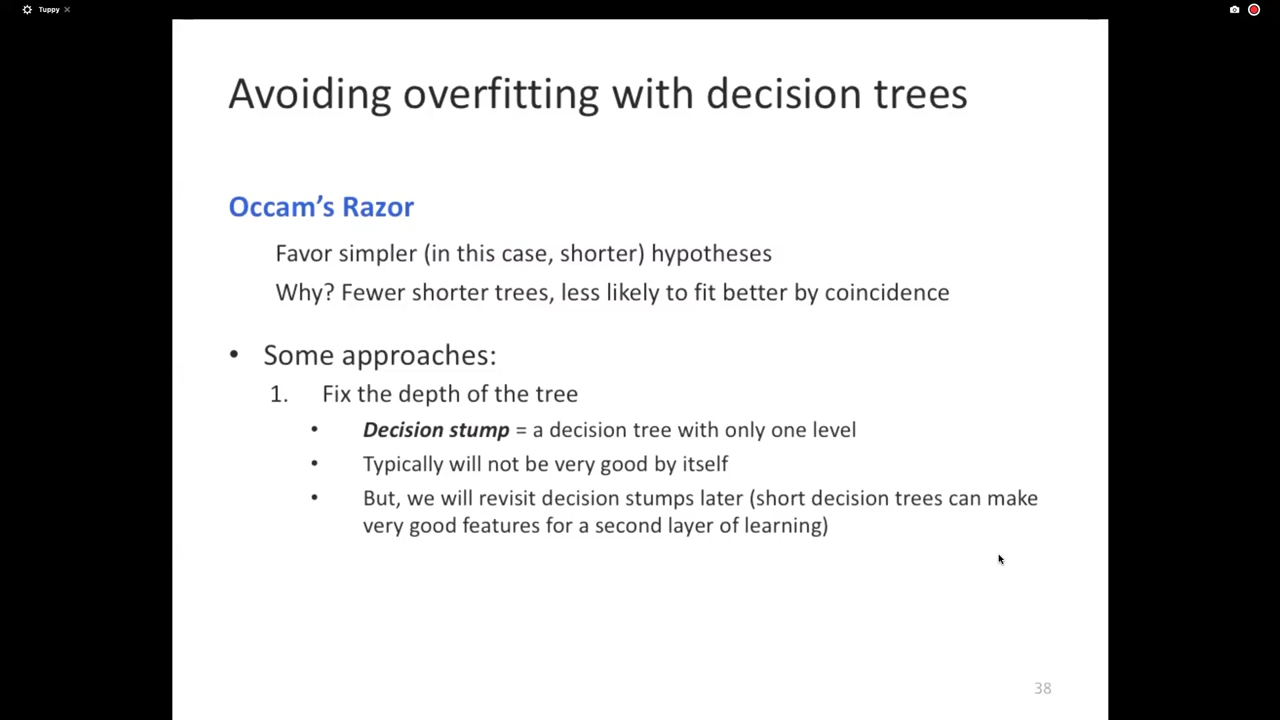 Tuppy
Avoiding overfitting with decision trees
Occam's Razor
Favor simpler (in this case, shorter) hypotheses
Why? Fewer shorter trees, less likely to fit better by coincidence
• Some approaches:
1. Fix the depth of the tree
• Decision stump = a decision tree with only one level
• Typically will not be very good by itself
• But, we will revisit decision stumps later (short decision trees can make
very good features for a second layer of learning)
38